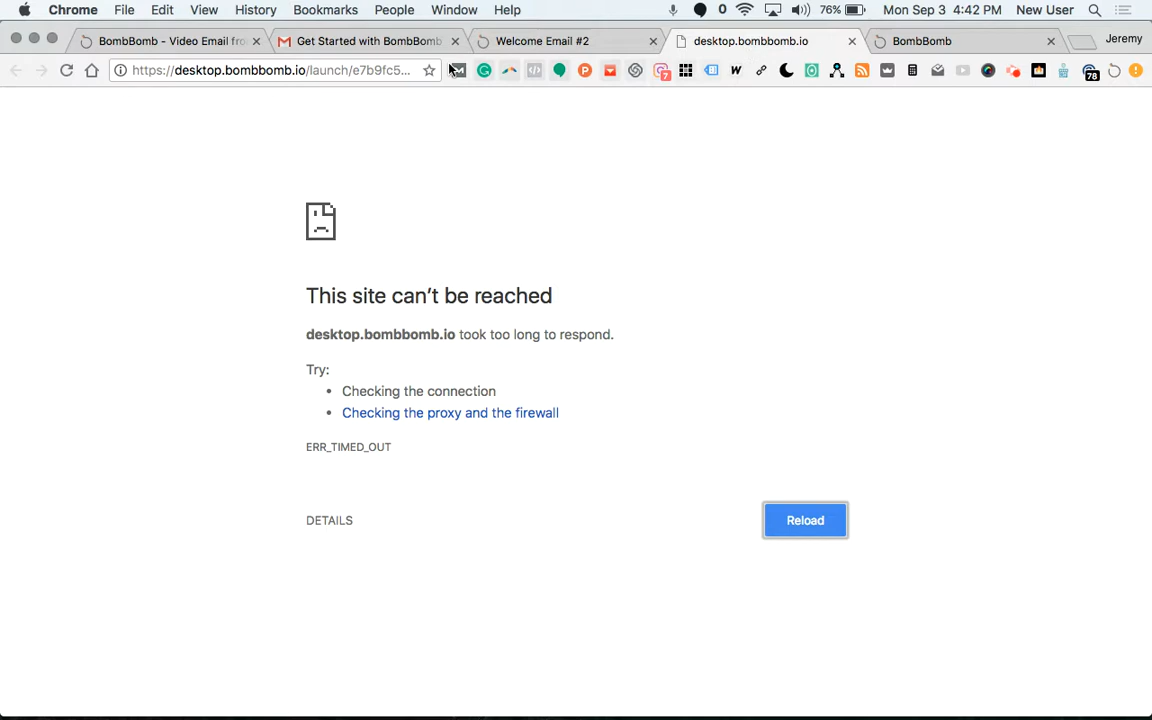 Chrome File Edit View History Bookmarks People Window Help 0 76% Mon Sep 3 4:42 PM New User
BombBomb - Video Email fro Get Started with BombBomb Welcome Email #2 desktop.bombbomb.io BombBomb Jeremy
https://desktop.bombbomb.io/launch/e7b9fc5... 7 W 78
This site can't be reached
desktop.bombbomb.io took too long to respond.
Try:
• Checking the connection
• Checking the proxy and the firewall
ERR_TIMED_OUT
DETAILS Reload